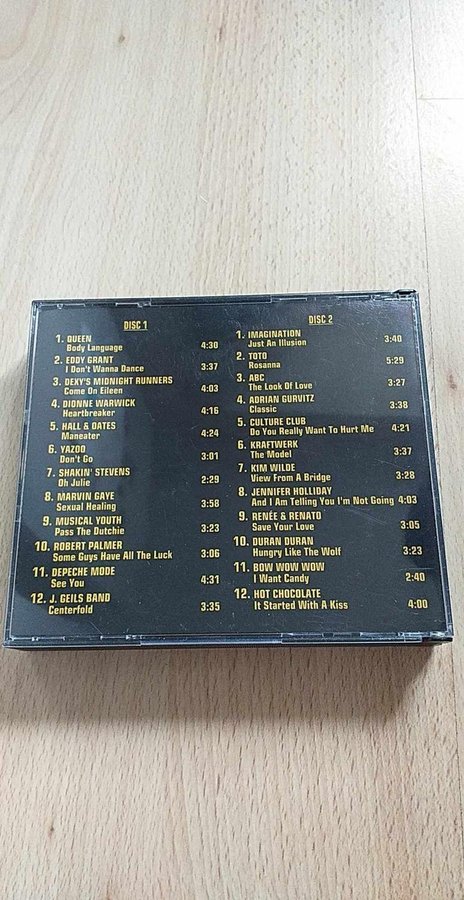 DISC 1
1. QUEEN
Body Language 4:30
2. EDDY GRANT
I Don't Wanna Dance 3:37
3. DEXY'S MIDNIGHT RUNNERS
Come On Eileen 4:03
4. DIONNE WARWICK
Heartbreaker 4:16
5. HALL & OATES
Maneater 4:24
6. YAZOO
Don't Go 3:01
7. SHAKIN' STEVENS
Oh Julie 2:29
8. MARVIN GAYE
Sexual Healing 3:58
9. MUSICAL YOUTH
Pass The Dutchie 3:23
10. ROBERT PALMER
Some Guys Have All The Luck 3:06
11. DEPECHE MODE
See You 4:31
12. J. GEILS BAND
Centerfold 3:35
DISC 2
1. IMAGINATION
Just An Illusion 3:40
2. TOTO
Rosanna 5:29
3. ABC
The Look Of Love 3:27
4. ADRIAN GURVITZ
Classic 3:38
5. CULTURE CLUB
Do You Really Want To Hurt Me 4:21
6. KRAFTWERK
The Model 3:37
7. KIM WILDE
View From A Bridge 3:28
8. JENNIFER HOLLIDAY
And I Am Telling You I'm Not Going 4:03
9. RENÉE & RENATO
Save Your Love 3:05
10. DURAN DURAN
Hungry Like The Wolf 3:23
11. BOW WOW WOW
I Want Candy 2:40
12. HOT CHOCOLATE
It Started With A Kiss 4:00